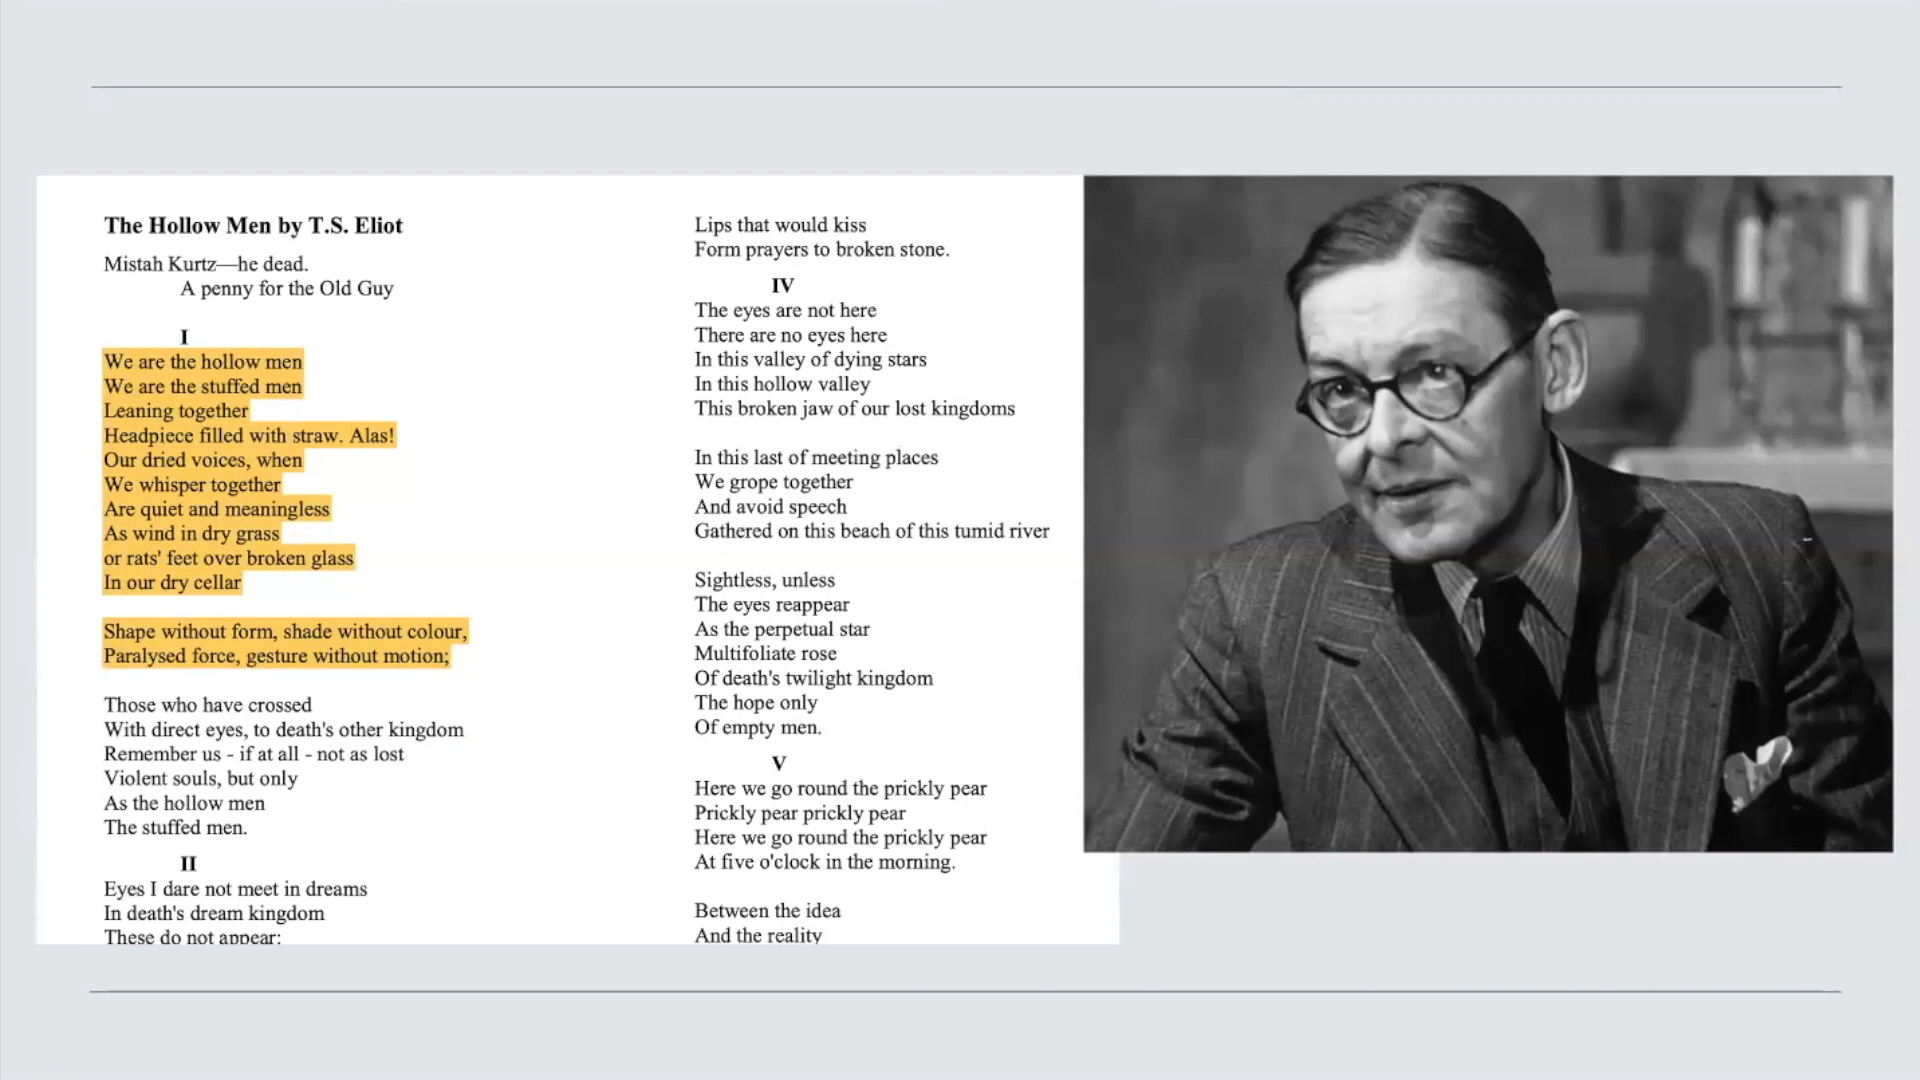 The Hollow Men by T.S. Eliot
Mistah Kurtz—he dead.
A penny for the Old Guy
I
We are the hollow men
We are the stuffed men
Leaning together
Headpiece filled with straw. Alas!
Our dried voices, when
We whisper together
Are quiet and meaningless
As wind in dry grass
or rats' feet over broken glass
In our dry cellar
Shape without form, shade without colour,
Paralysed force, gesture without motion;
Those who have crossed
With direct eyes, to death's other kingdom
Remember us - if at all - not as lost
Violent souls, but only
As the hollow men
The stuffed men.
II
Eyes I dare not meet in dreams
In death's dream kingdom
These do not appear:
Lips that would kiss
Form prayers to broken stone.
IV
The eyes are not here
There are no eyes here
In this valley of dying stars
In this hollow valley
This broken jaw of our lost kingdoms
In this last of meeting places
We grope together
And avoid speech
Gathered on this beach of this tumid river
Sightless, unless
The eyes reappear
As the perpetual star
Multifoliate rose
Of death's twilight kingdom
The hope only
Of empty men.
V
Here we go round the prickly pear
Prickly pear prickly pear
Here we go round the prickly pear
At five o'clock in the morning.
Between the idea
And the reality